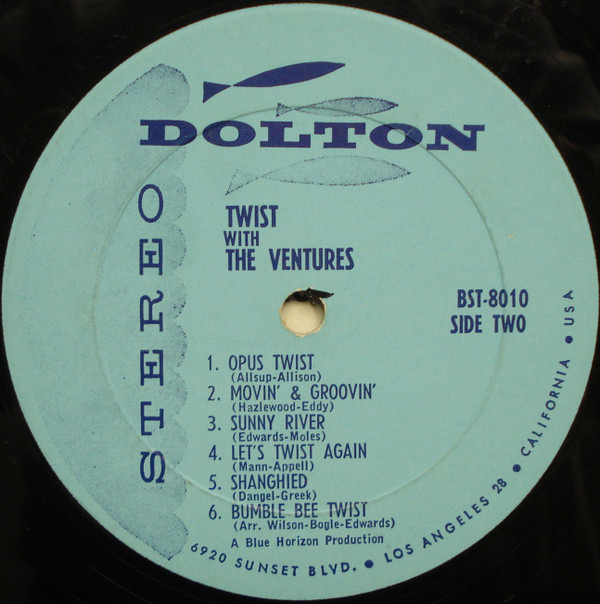 DOLTON
STEREO
TWIST
WITH
THE VENTURES
BST-8010
SIDE TWO
1. OPUS TWIST
(Allsup-Allison)
2. MOVIN' & GROOVIN'
(Hazlewood-Eddy)
3. SUNNY RIVER
(Edwards-Moles)
4. LET'S TWIST AGAIN
(Mann-Appell)
5. SHANGHIED
(Dangel-Greek)
6. BUMBLE BEE TWIST
(Arr. Wilson-Bogle-Edwards)
A Blue Horizon Production
6920 SUNSET BLVD. ● LOS ANGELES 28 ● CALIFORNIA ● USA